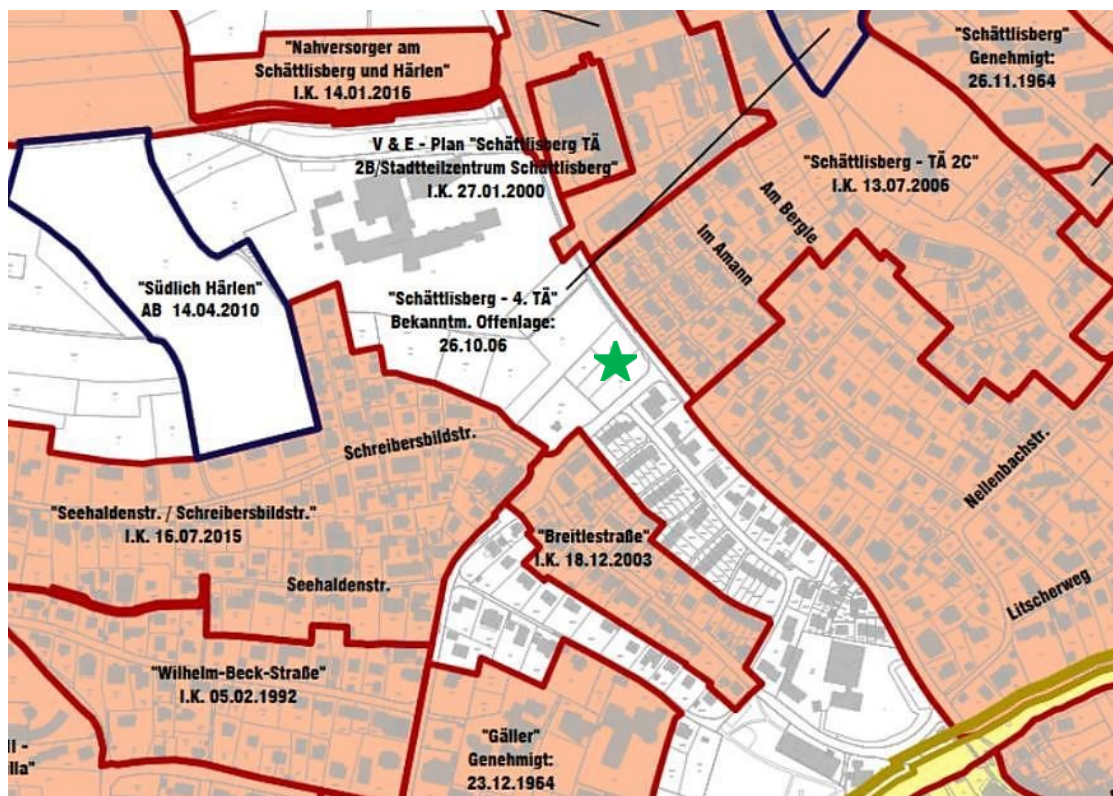 "Nahversorger am
Schättlisberg und Härlen"
I.K. 14.01.2016
"Schättlisberg"
Genehmigt:
26.11.1964
V & E - Plan "Schättlisberg TÄ
2B/Stadtteilzentrum Schättlisberg"
I.K. 27.01.2000
"Schättlisberg - TÄ 2C"
I.K. 13.07.2006
Am Bergle
Im Amann
"Südlich Härlen"
AB 14.04.2010
"Schättlisberg - 4. TÄ"
Bekanntm. Offenlage:
26.10.06
Schreibersbildstr.
Nellenbachstr.
"Seehaldenstr. / Schreibersbildstr."
I.K. 16.07.2015
"Breitlestraße"
I.K. 18.12.2003
Seehaldenstr.
Litscherweg
"Wilhelm-Beck-Straße"
I.K. 05.02.1992
"Gäller"
Genehmigt:
23.12.1964
ll -
lla"